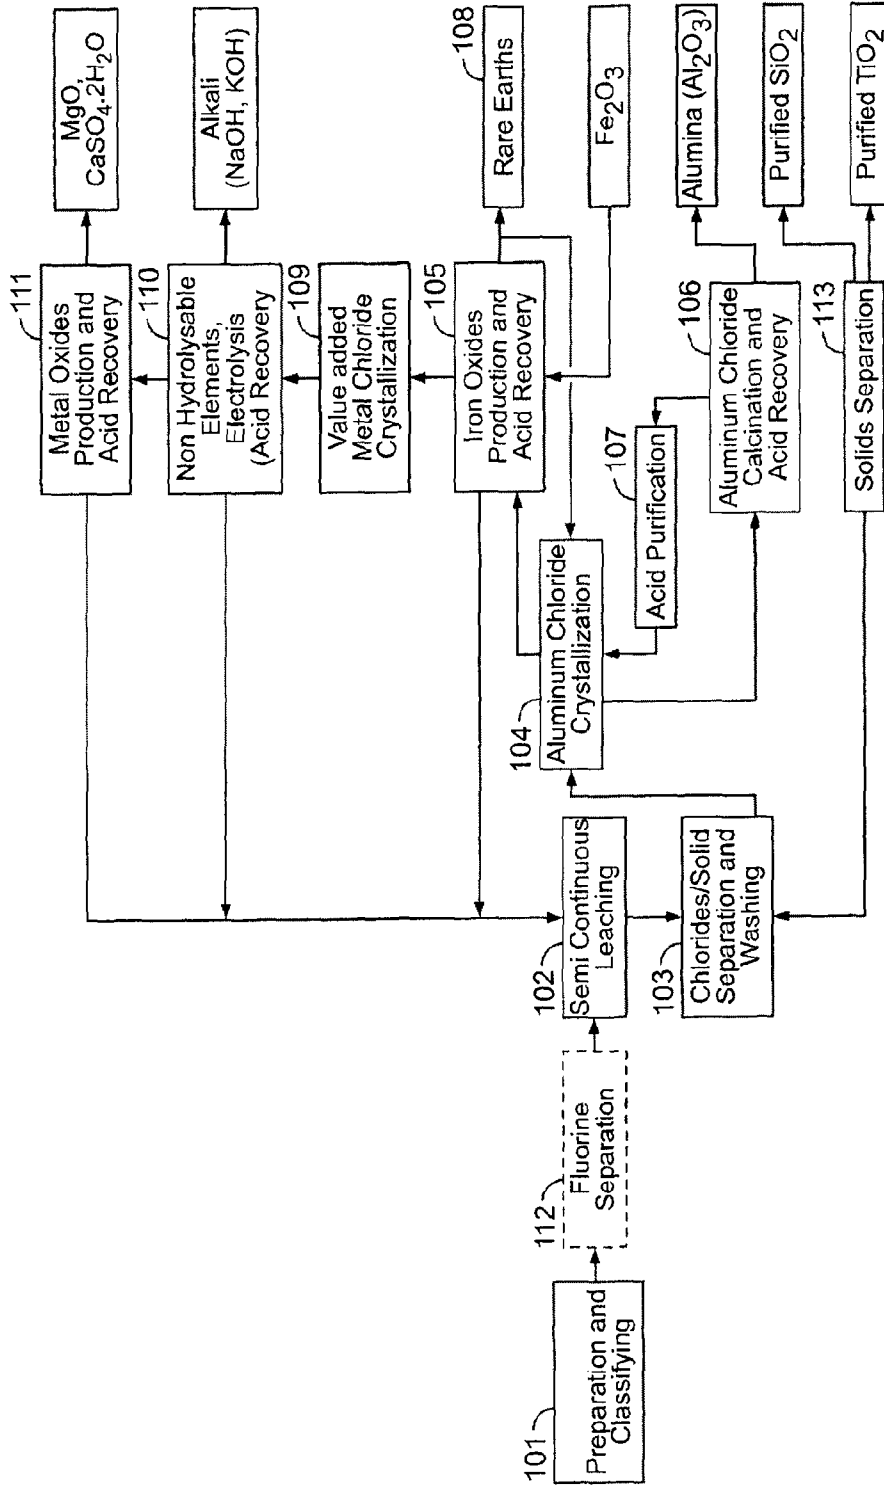 101
Preparation and
Classifying
112
Fluorine
Separation
102
Semi Continuous
Leaching
103
Chlorides/Solid
Separation and
Washing
104
Aluminum Chloride
Crystallization
107
Acid Purification
111
Metal Oxides
Production and
Acid Recovery
110
Non Hydrolysable
Elements,
Electrolysis
(Acid Recovery
109
Value added
Metal Chloride
Crystallization
105
Iron Oxides
Production and
Acid Recovery
106
Aluminum Chloride
Calcination and
Acid Recovery
113
Solids Separation
MgO,
CaSO₄.2H₂O
Alkali
(NaOH, KOH)
108
Rare Earths
Fe₂O₃
Alumina (Al₂O₃)
Purified SiO₂
Purified TiO₂